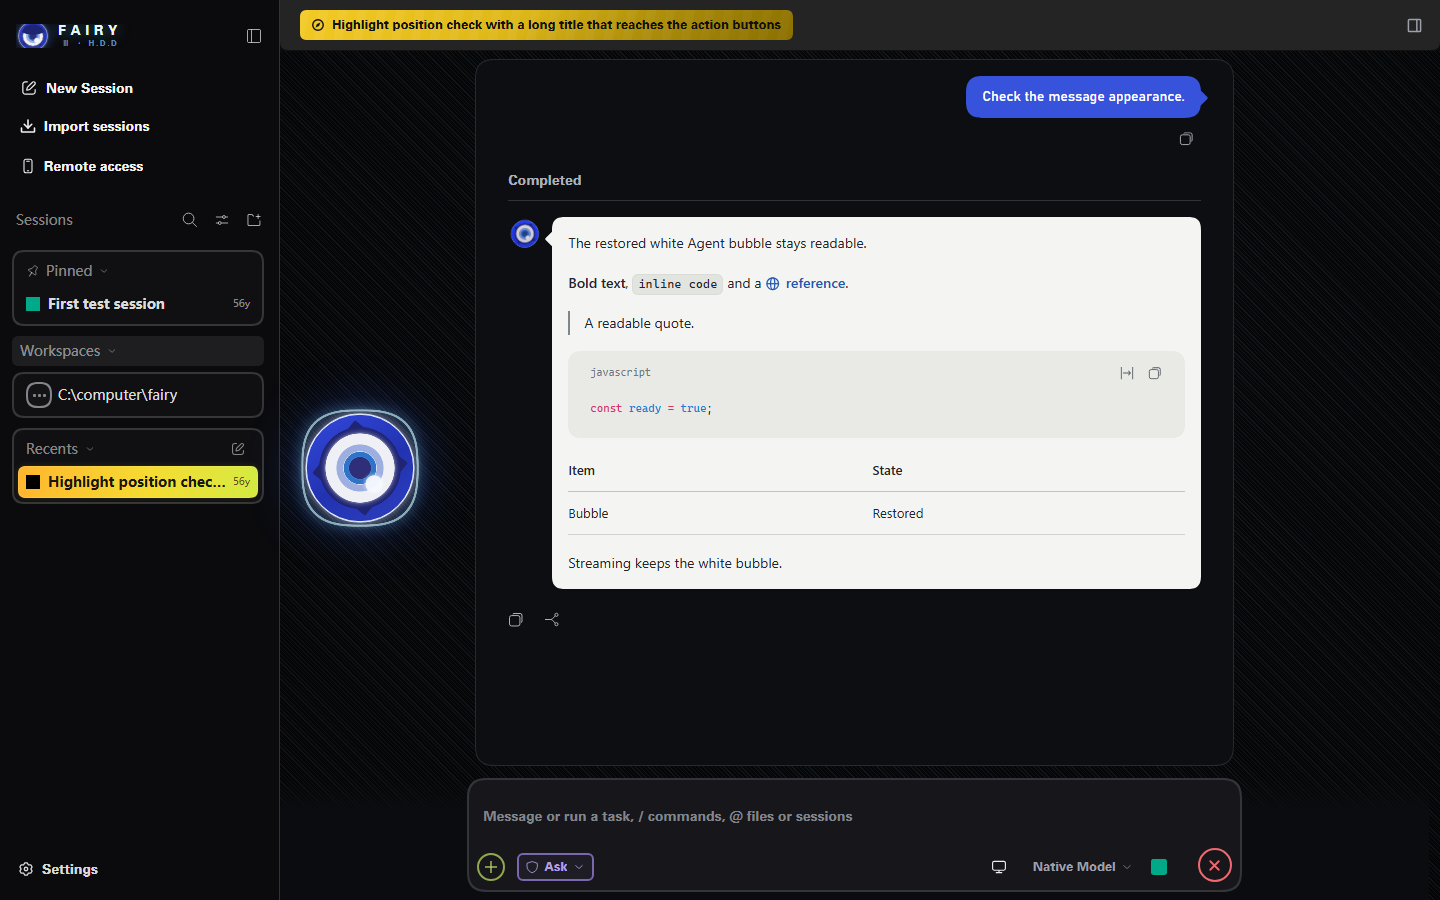 FAIRY
III · H.D.D
New Session
Import sessions
Remote access
Sessions
Pinned
First test session 56y
Workspaces
C:\computer\fairy
Recents
Highlight position chec... 56y
Settings
Highlight position check with a long title that reaches the action buttons
Check the message appearance.
Completed
The restored white Agent bubble stays readable.
Bold text, inline code and a reference.
A readable quote.
javascript
const ready = true;
Item State
Bubble Restored
Streaming keeps the white bubble.
Message or run a task, / commands, @ files or sessions
Ask
Native Model